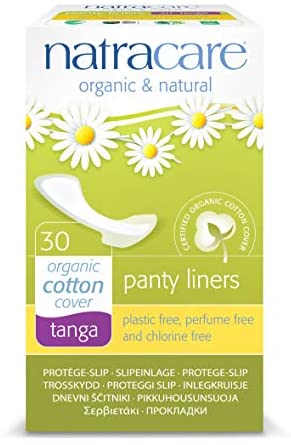 natracare
organic & natural
CERTIFIED ORGANIC COTTON COVER
30
organic
cotton
cover
tanga
panty liners
plastic free, perfume free
and chlorine free
PROTÈGE-SLIP · SLIPEINLAGE · PROTEGE-SLIP
TROSSKYDD · PROTEGGI SLIP · INLEGKRUISJE
DNEVNI ŠČITNIKI · PIKKUHOUSUNSUOJA
Σερβιετάκι · ПРОКЛАДКИ